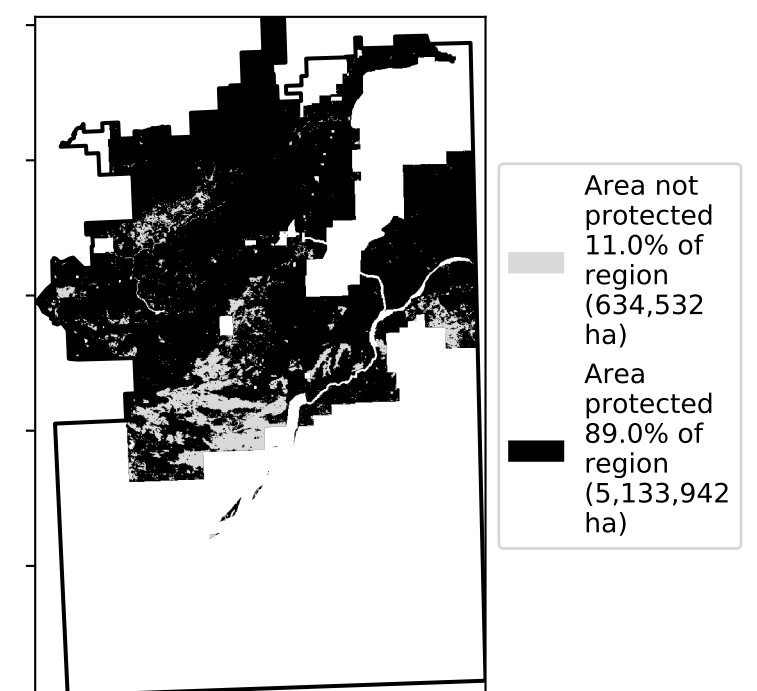 Area not
protected
11.0% of
region
(634,532
ha)
Area
protected
89.0% of
region
(5,133,942
ha)